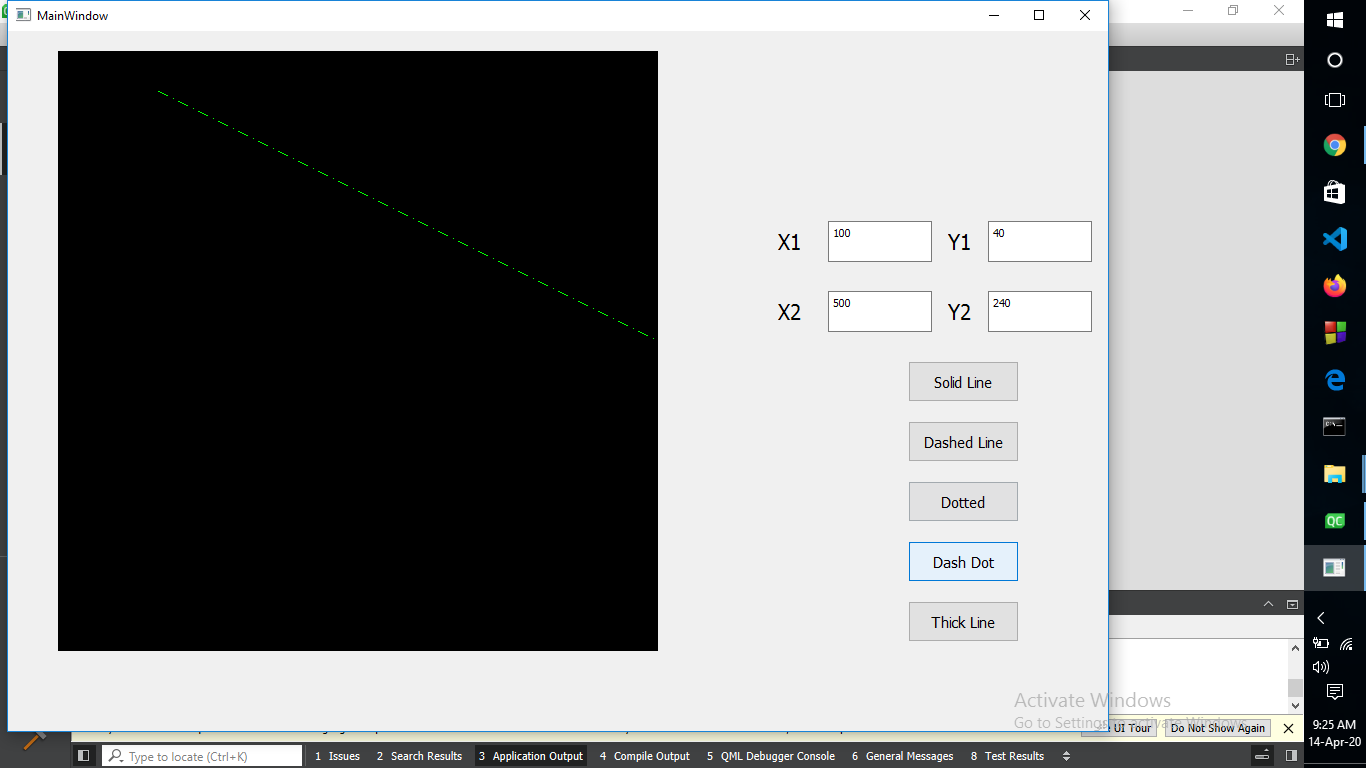 MainWindow
X1 100 Y1 40
X2 500 Y2 240
Solid Line
Dashed Line
Dotted
Dash Dot
Thick Line
QC
Activate Windows
Go to Settings to activate Windows.
UI Tour Do Not Show Again
9:25 AM
14-Apr-20
Type to locate (Ctrl+K) 1 Issues 2 Search Results 3 Application Output 4 Compile Output 5 QML Debugger Console 6 General Messages 8 Test Results